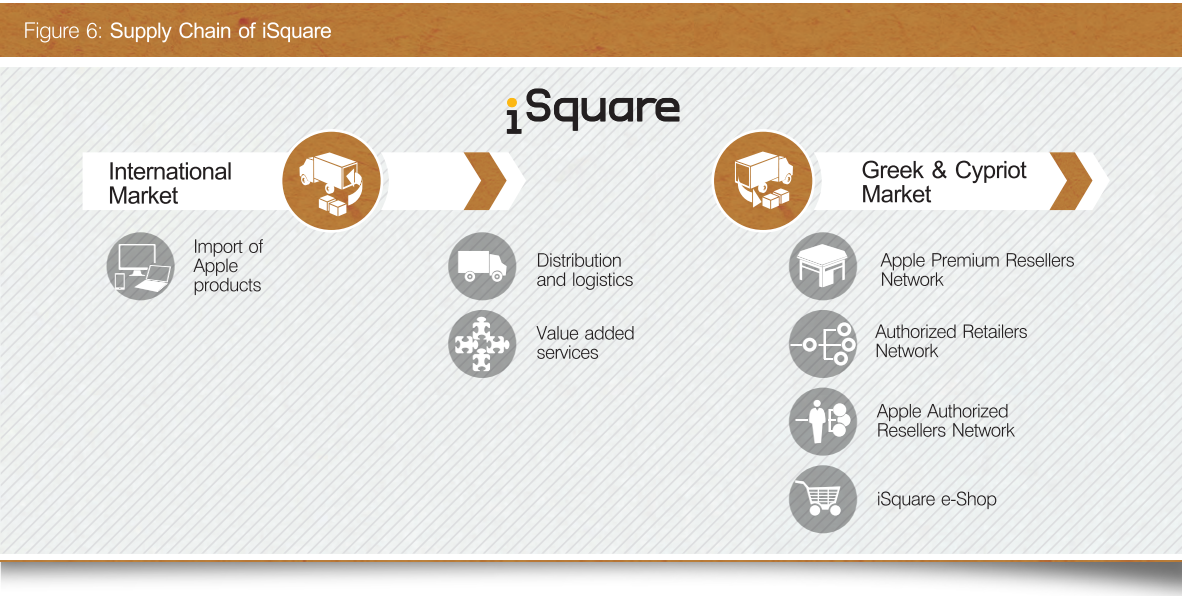 Figure 6: Supply Chain of iSquare
iSquare
International
Market
Import of
Apple
products
Distribution
and logistics
Value added
services
Greek & Cypriot
Market
Apple Premium Resellers
Network
Authorized Retailers
Network
Apple Authorized
Resellers Network
iSquare e-Shop